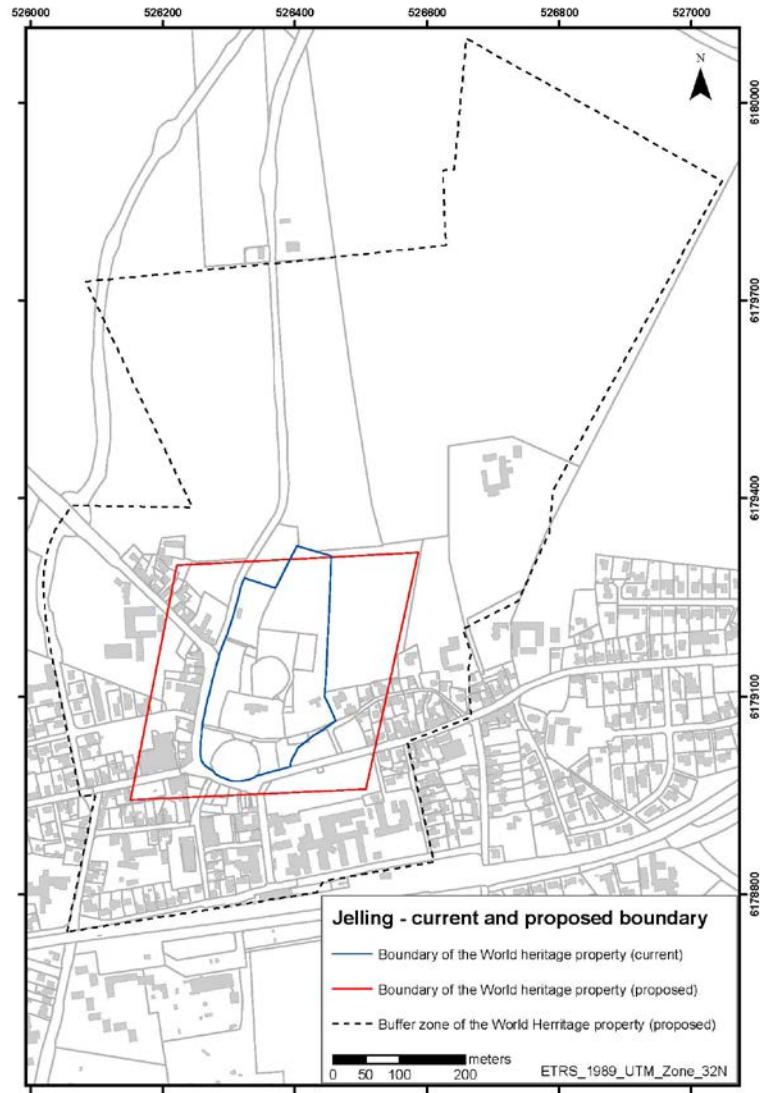 526000 526200 526400 526600 526800 527000
N
6180000
6179700
6179400
6179100
6178800
Jelling - current and proposed boundary
Boundary of the World heritage property (current)
Boundary of the World heritage property (proposed)
Buffer zone of the World Herritage property (proposed)
meters
0 50 100 200
ETRS_1989_UTM_Zone_32N